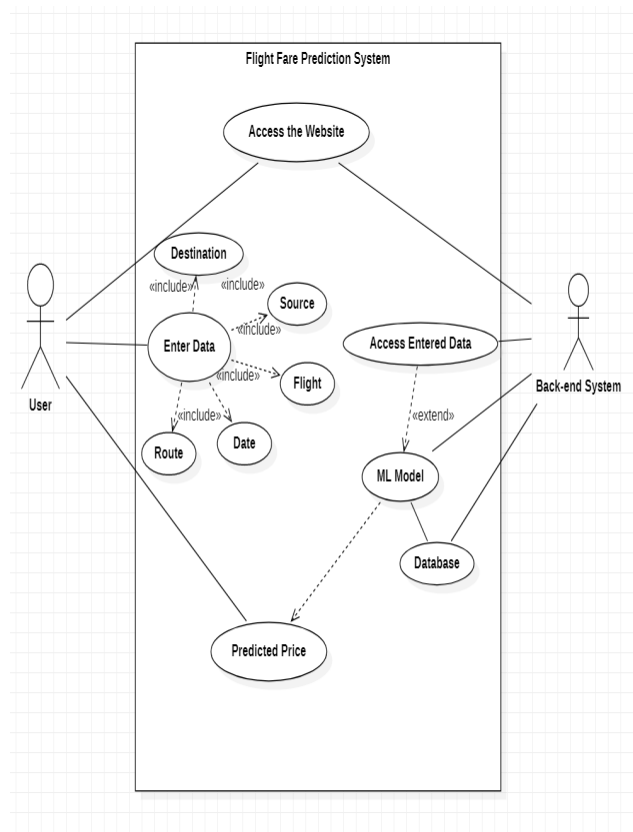 Flight Fare Prediction System
Access the Website
Destination
«include»
«include»
Source
«include»
Enter Data
Access Entered Data
Back-end System
«include»
Flight
User
«include»
«extend»
Route
Date
ML Model
Database
Predicted Price